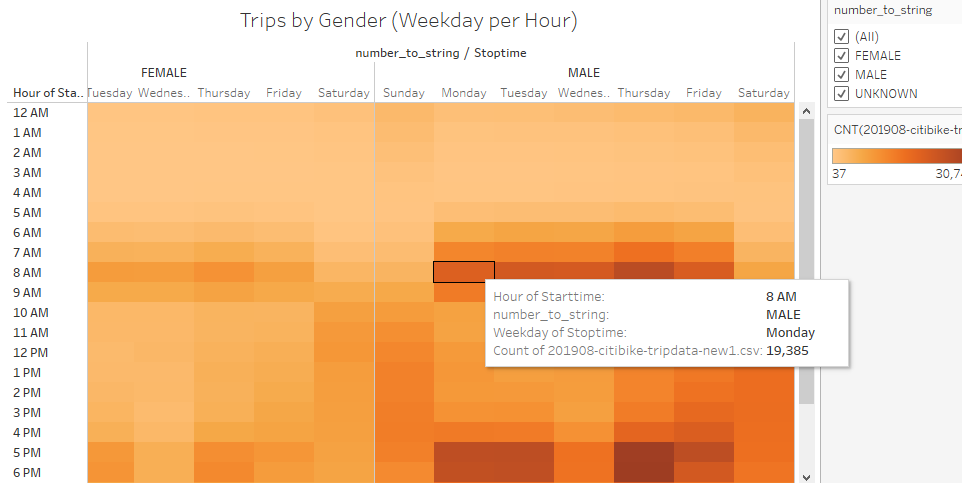 Trips by Gender (Weekday per Hour)
number_to_string / Stoptime
FEMALE MALE
Hour of Sta.. Tuesday Wednes.. Thursday Friday Saturday Sunday Monday Tuesday Wednes.. Thursday Friday Saturday
12 AM
1 AM
2 AM
3 AM
4 AM
5 AM
6 AM
7 AM
8 AM
9 AM
10 AM
11 AM
12 PM
1 PM
2 PM
3 PM
4 PM
5 PM
6 PM
Hour of Starttime: 8 AM
number_to_string: MALE
Weekday of Stoptime: Monday
Count of 201908-citibike-tripdata-new1.csv: 19,385
number_to_string
(All)
FEMALE
MALE
UNKNOWN
CNT(201908-citibike-tr
37 30,74